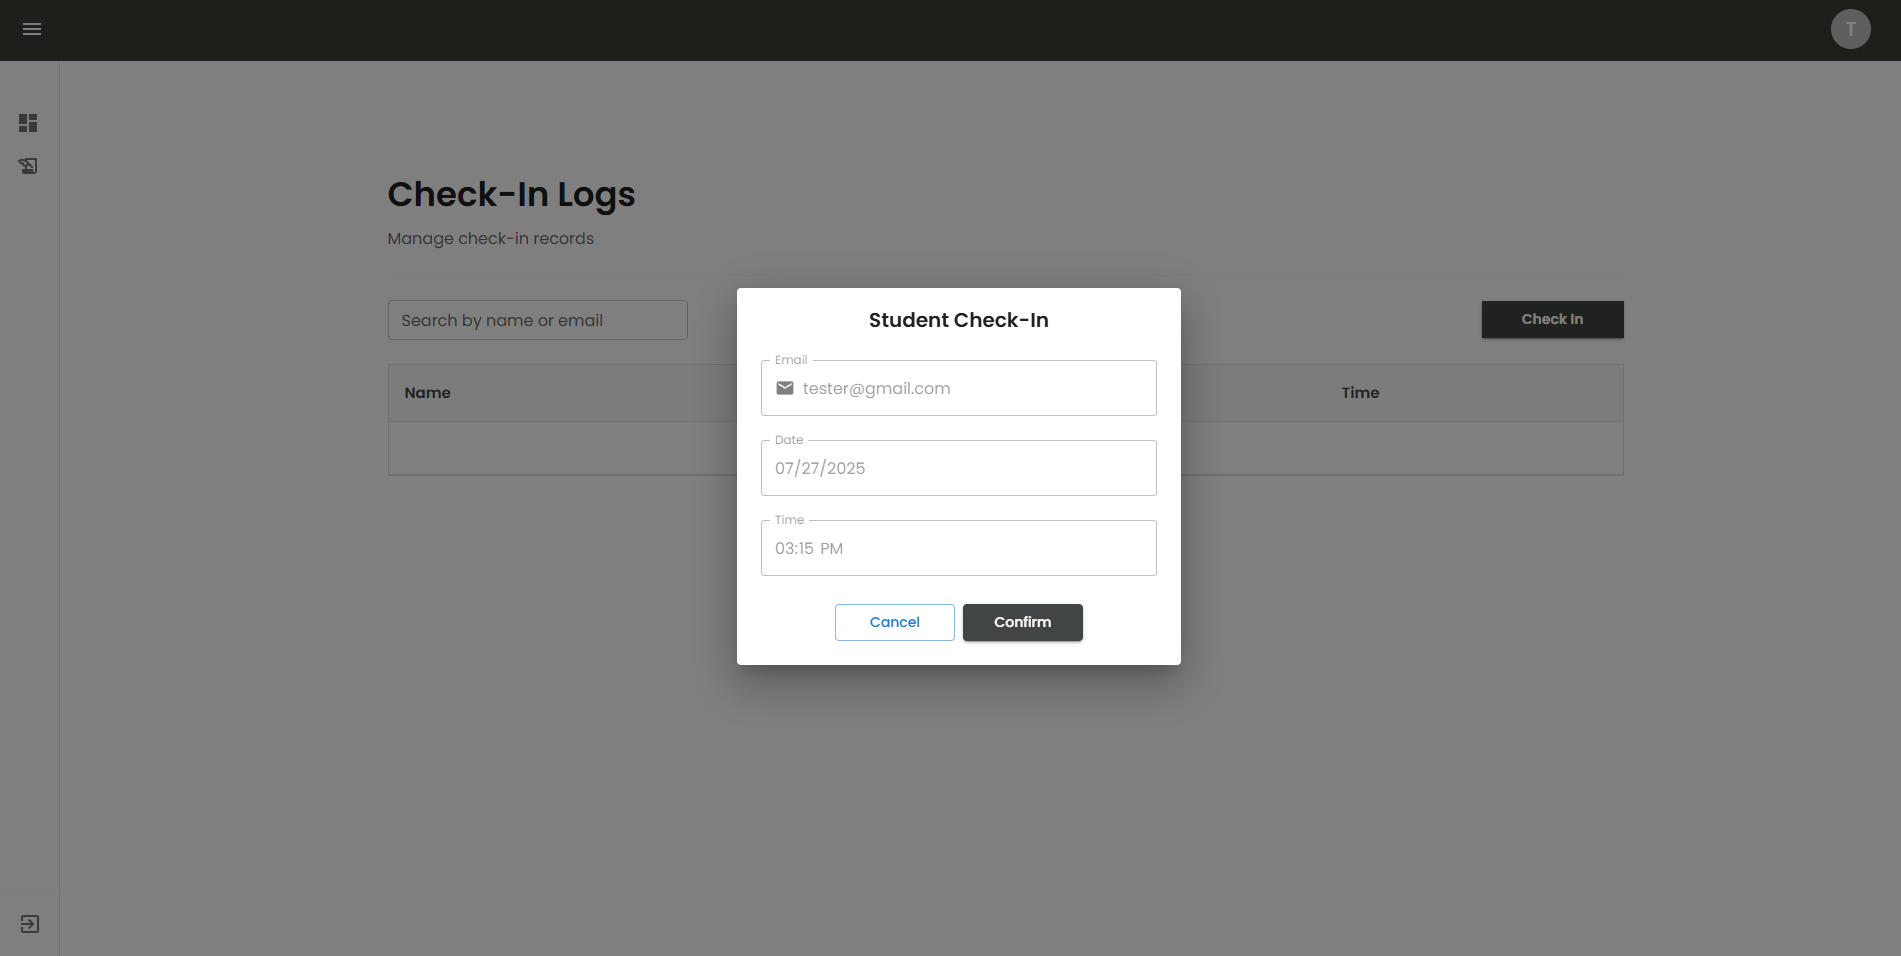 T
Check-In Logs
Manage check-in records
Search by name or email
Check In
Name
Time
Student Check-In
Email
tester@gmail.com
Date
07/27/2025
Time
03:15 PM
Cancel
Confirm